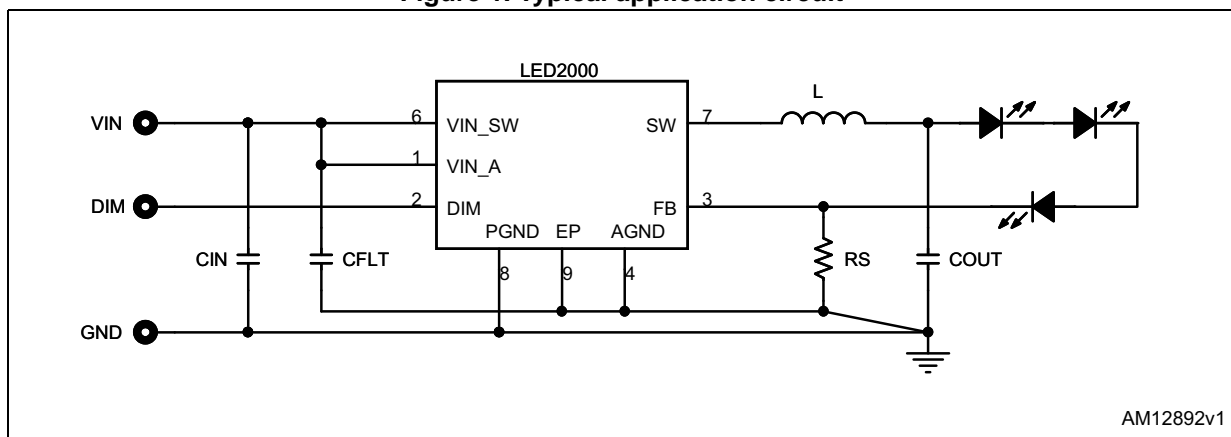 Figure 1. Typical application circuit
LED2000
L
VIN
6
VIN_SW
SW
7
1
VIN_A
DIM
2
DIM
FB
3
PGND
EP
AGND
CIN
CFLT
8
9
4
RS
COUT
GND
AM12892v1